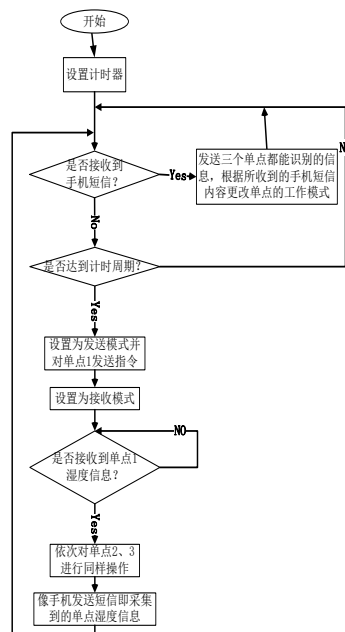 开始
设置计时器
是否接收到
手机短信?
Yes
发送三个单点都能识别的信
息,根据所收到的手机短信
内容更改单点的工作模式
N
No
是否达到计时周期?
Yes
设置为发送模式并
对单点1发送指令
设置为接收模式
NO
是否接收到单点1
湿度信息?
Yes
依次对单点2、3
进行同样操作
像手机发送短信即采集
到的单点湿度信息